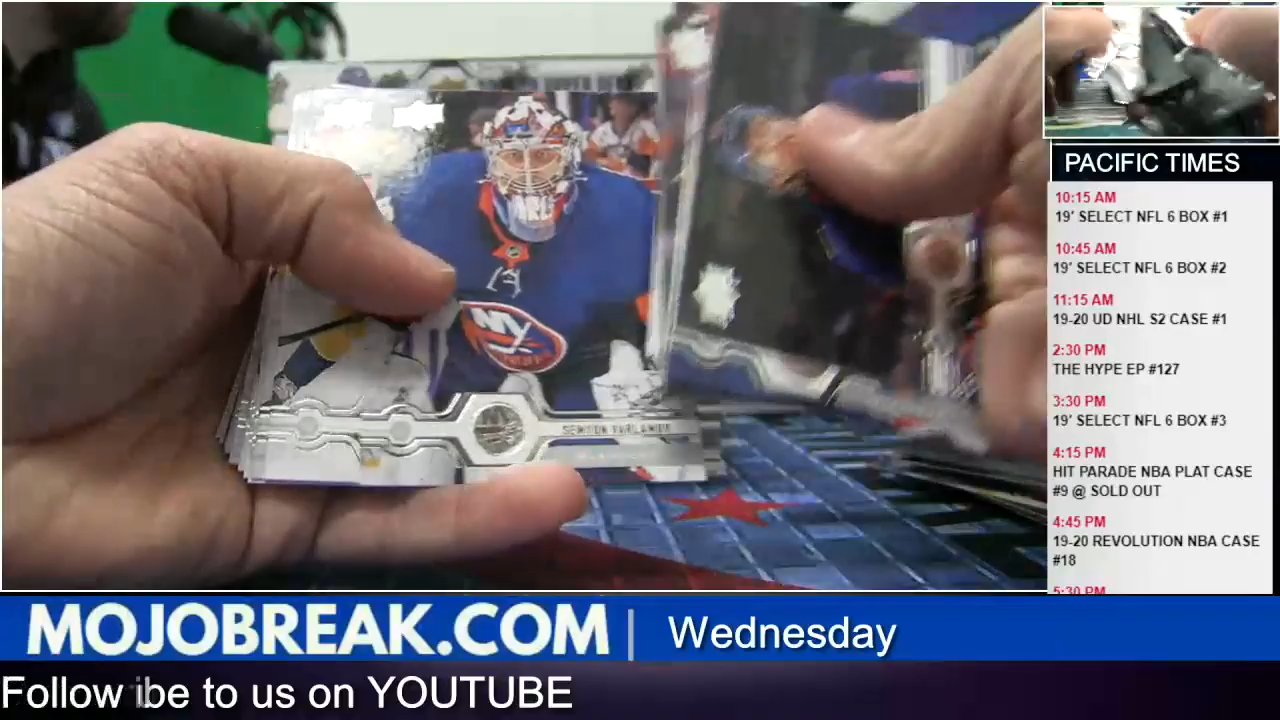 PACIFIC TIMES
10:15 AM
19' SELECT NFL 6 BOX #1
10:45 AM
19' SELECT NFL 6 BOX #2
11:15 AM
19-20 UD NHL S2 CASE #1
2:30 PM
THE HYPE EP #127
3:30 PM
19' SELECT NFL 6 BOX #3
4:15 PM
HIT PARADE NBA PLAT CASE
#9 @ SOLD OUT
4:45 PM
19-20 REVOLUTION NBA CASE
#18
5:30 PM
NY
SEMYON VARLAMOV
MOJOBREAK.COM
Wednesday
Follow ibe to us on YOUTUBE